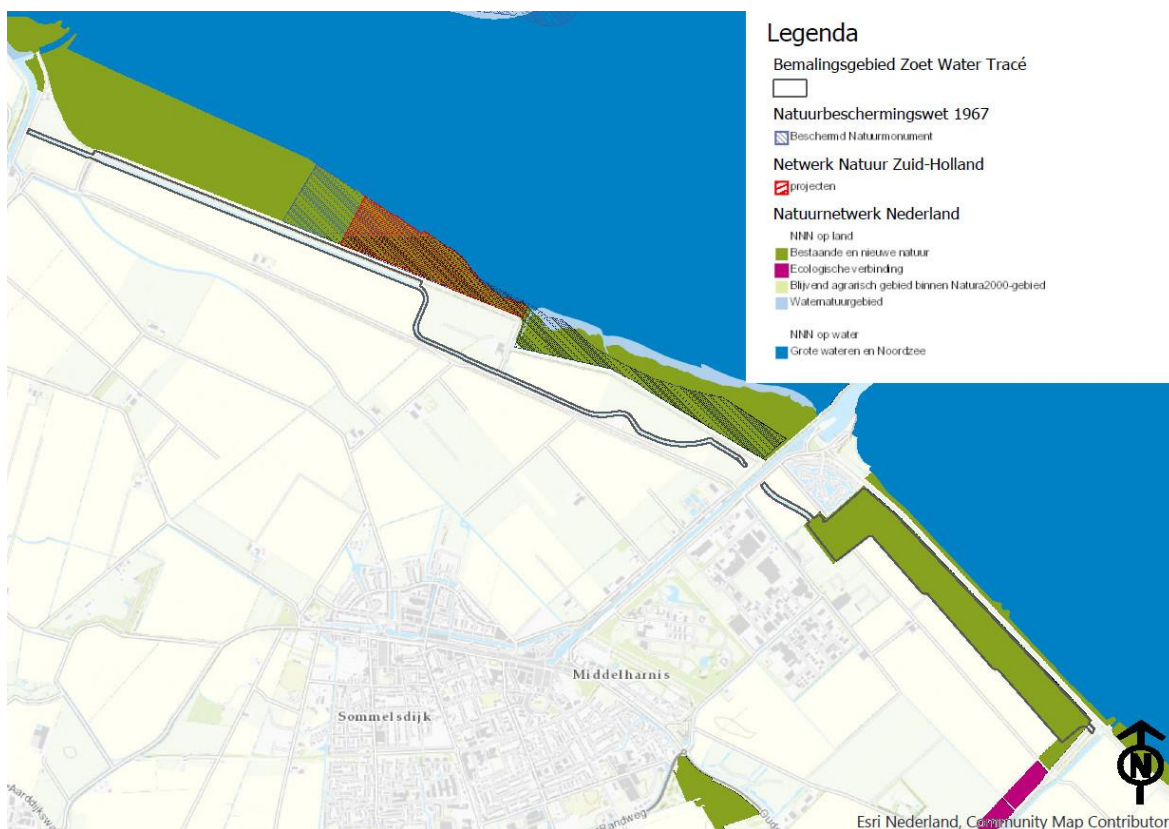 Legenda
Bemalingsgebied Zoet Water Tracé
Natuurbeschermingswet 1967
Beschermd Natuurmonument
Netwerk Natuur Zuid-Holland
projecten
Natuurnetwerk Nederland
NNN op land
Bestaande en nieuwe natuur
Ecologische verbinding
Blijvend agrarisch gebied binnen Natura2000-gebied
Waternatuurgebied
NNN op water
Grote wateren en Noordzee
Middelharnis
Sommelsdijk
N
Esri Nederland, Community Map Contributor